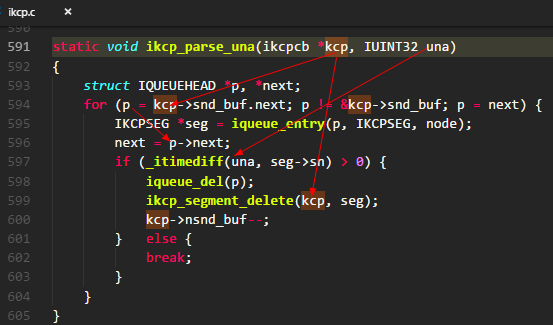 ikcp.c ×
590
591 static void ikcp_parse_una(ikcpcb *kcp, IUINT32 una)
592 {
593     struct IQUEUEHEAD *p, *next;
594     for (p = kcp->snd_buf.next; p != &kcp->snd_buf; p = next) {
595         IKCPSEG *seg = iqueue_entry(p, IKCPSEG, node);
596         next = p->next;
597         if (_itimediff(una, seg->sn) > 0) {
598             iqueue_del(p);
599             ikcp_segment_delete(kcp, seg);
600             kcp->nsnd_buf--;
601         }   else {
602             break;
603         }
604     }
605 }